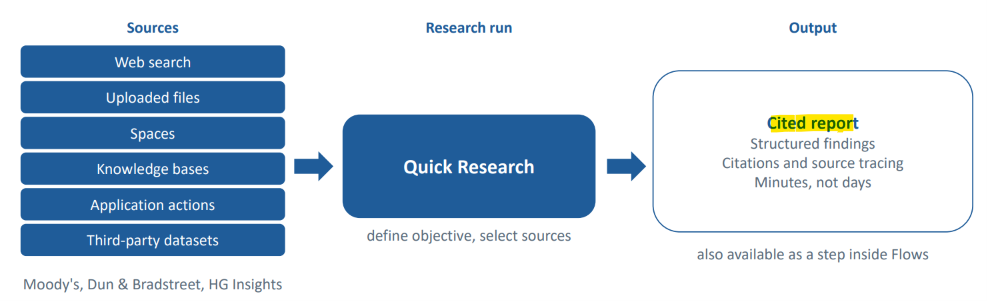 Sources
Research run
Output
Web search
Uploaded files
Spaces
Knowledge bases
Application actions
Third-party datasets
Moody's, Dun & Bradstreet, HG Insights
Quick Research
define objective, select sources
Cited report
Structured findings
Citations and source tracing
Minutes, not days
also available as a step inside Flows